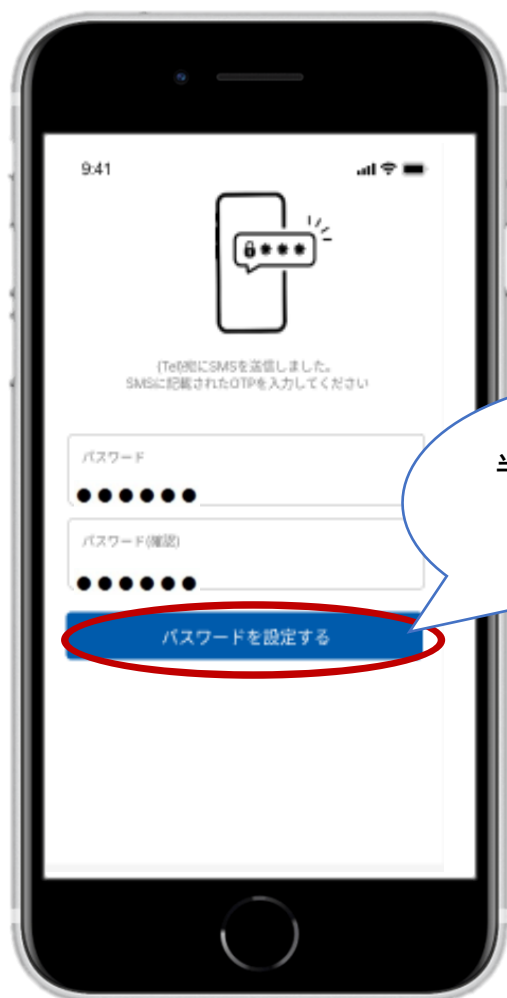 9:41
{Tel}宛にSMSを送信しました。
SMSに記載されたOTPを入力してください
パスワード
パスワード(確認)
パスワードを設定する